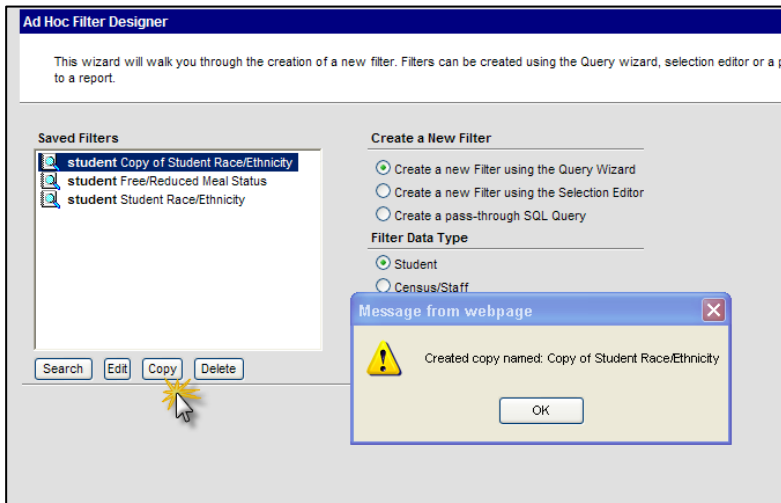 Ad Hoc Filter Designer
This wizard will walk you through the creation of a new filter. Filters can be created using the Query wizard, selection editor or a
to a report.
Saved Filters
student Copy of Student Race/Ethnicity
student Free/Reduced Meal Status
student Student Race/Ethnicity
Search Edit Copy Delete
Create a New Filter
Create a new Filter using the Query Wizard
Create a new Filter using the Selection Editor
Create a pass-through SQL Query
Filter Data Type
Student
Census/Staff
Message from webpage
Created copy named: Copy of Student Race/Ethnicity
OK